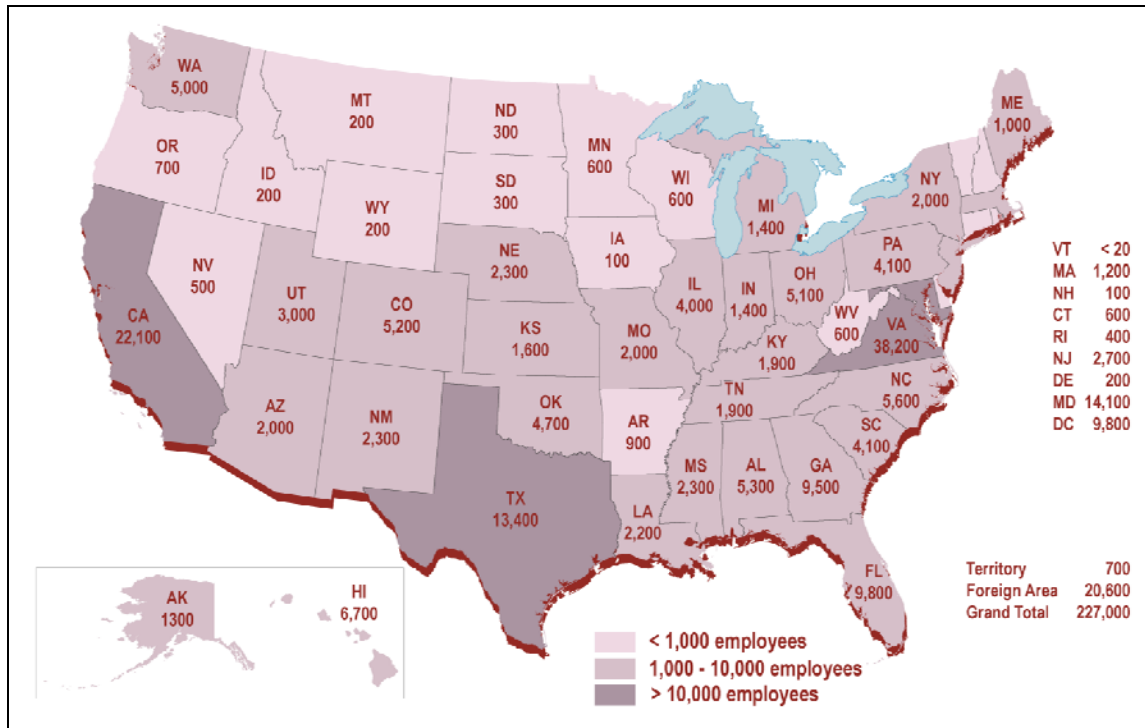 WA
5,000
MT
200
ND
300
MN
600
ME
1,000
OR
700
ID
200
SD
300
WI
600
NY
2,000
WY
200
MI
1,400
IA
100
NE
2,300
PA
4,100
NV
500
UT
3,000
CO
5,200
IL
4,000
IN
1,400
OH
5,100
CA
22,100
KS
1,600
MO
2,000
WV
600
VA
38,200
KY
1,900
AZ
2,000
NM
2,300
OK
4,700
AR
900
TN
1,900
NC
5,600
SC
4,100
MS
2,300
AL
5,300
GA
9,500
TX
13,400
LA
2,200
FL
9,800
AK
1300
HI
6,700
VT < 20
MA 1,200
NH 100
CT 600
RI 400
NJ 2,700
DE 200
MD 14,100
DC 9,800
Territory 700
Foreign Area 20,600
Grand Total 227,000
< 1,000 employees
1,000 - 10,000 employees
> 10,000 employees